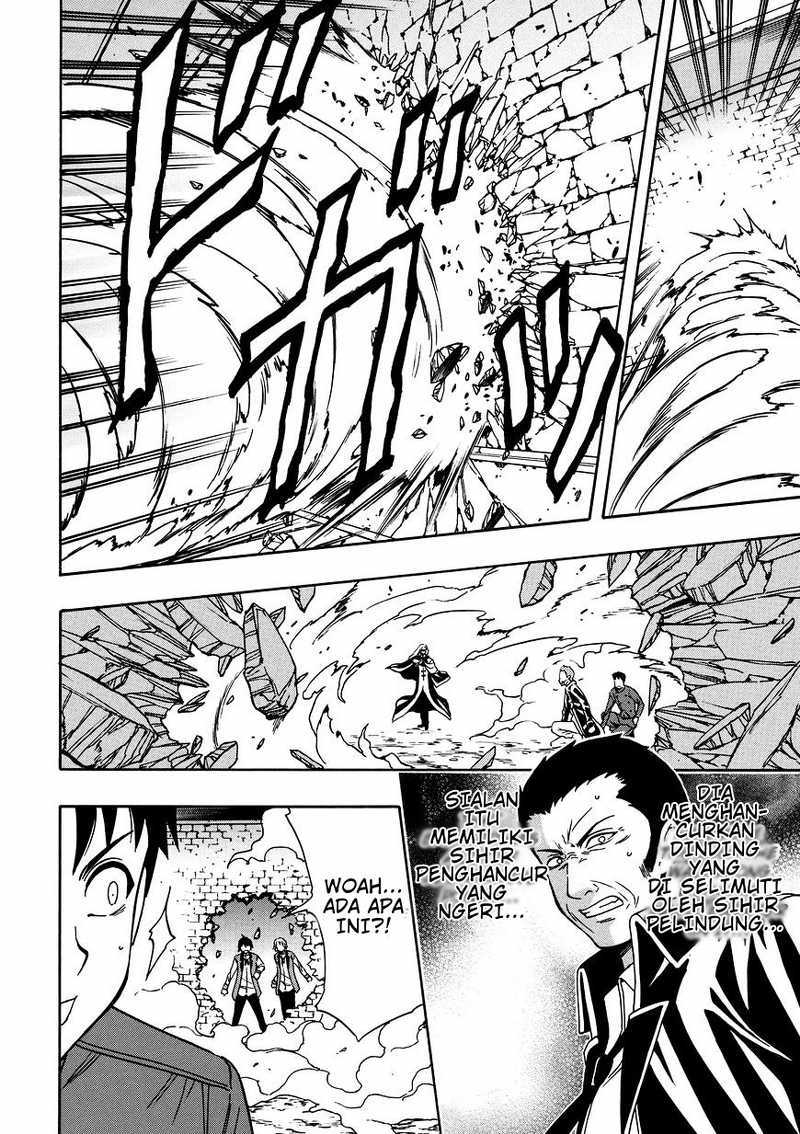 ドガガッ
DIA
MENGHAN-
CURKAN
DINDING
YANG
DI SELIMUTI
OLEH SIHIR
PELINDUNG...
SIALAN
ITU
MEMILIKI
SIHIR
PENGHANCUR
YANG
NGERI...
WOAH...
ADA APA
INI?!